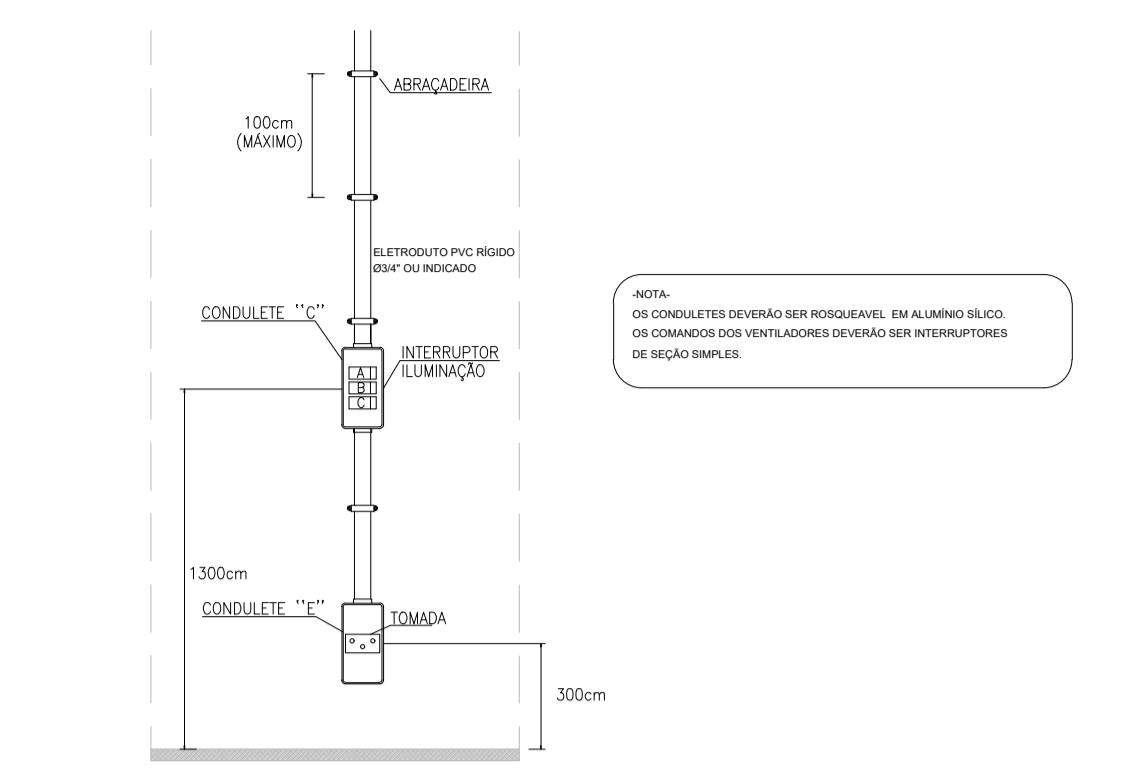 ABRAÇADEIRA
100cm
(MÁXIMO)
ELETRODUTO PVC RÍGIDO
Ø3/4" OU INDICADO
CONDULETE ''C''
INTERRUPTOR
ILUMINAÇÃO
A
B
C
1300cm
CONDULETE ''E''
TOMADA
300cm
-NOTA-
OS CONDULETES DEVERÃO SER ROSQUEAVEL EM ALUMÍNIO SÍLICO.
OS COMANDOS DOS VENTILADORES DEVERÃO SER INTERRUPTORES
DE SEÇÃO SIMPLES.